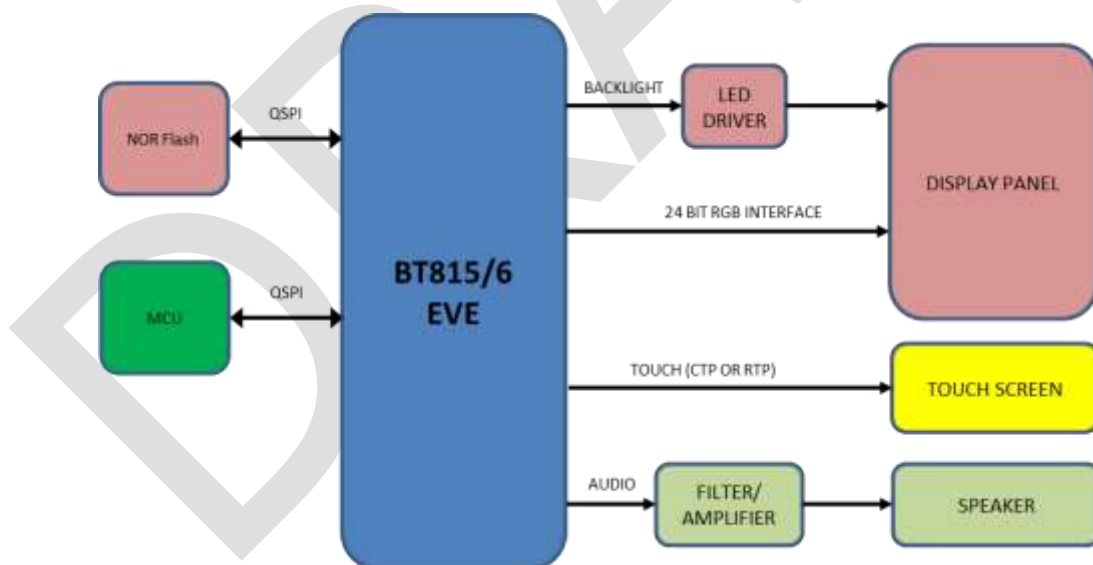 BACKLIGHT
LED
DRIVER
QSPI
NOR Flash
DISPLAY PANEL
24 BIT RGB INTERFACE
BT815/6
EVE
QSPI
MCU
TOUCH (CTP OR RTP)
TOUCH SCREEN
AUDIO
FILTER/
AMPLIFIER
SPEAKER